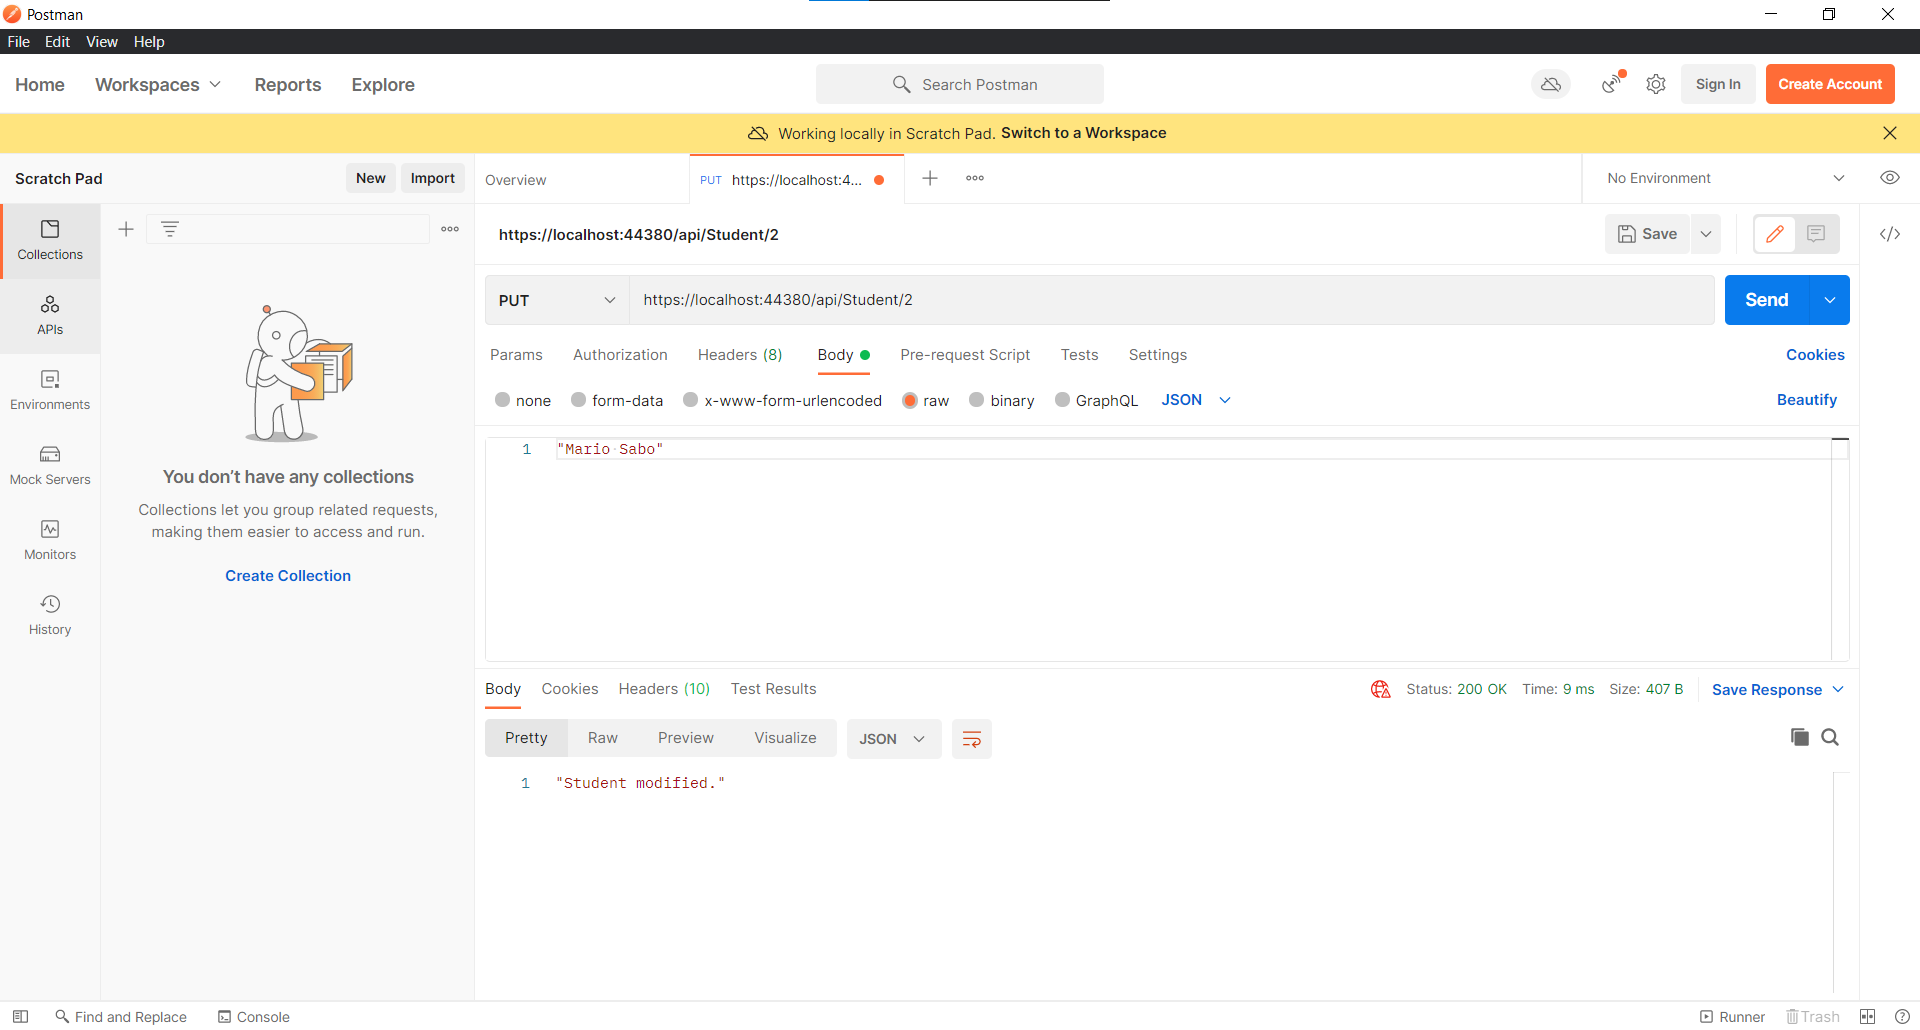 Postman
File Edit View Help
Home Workspaces Reports Explore Search Postman Sign In Create Account
Working locally in Scratch Pad. Switch to a Workspace
Scratch Pad New Import Overview PUT https://localhost:4... No Environment
Collections
APIs
Environments
Mock Servers
Monitors
History
You don’t have any collections
Collections let you group related requests,
making them easier to access and run.
Create Collection
https://localhost:44380/api/Student/2 Save
PUT https://localhost:44380/api/Student/2 Send
Params Authorization Headers (8) Body Pre-request Script Tests Settings Cookies
none form-data x-www-form-urlencoded raw binary GraphQL JSON Beautify
1 "Mario Sabo"
Body Cookies Headers (10) Test Results Status: 200 OK Time: 9 ms Size: 407 B Save Response
Pretty Raw Preview Visualize JSON
1 "Student modified."
Find and Replace Console Runner Trash